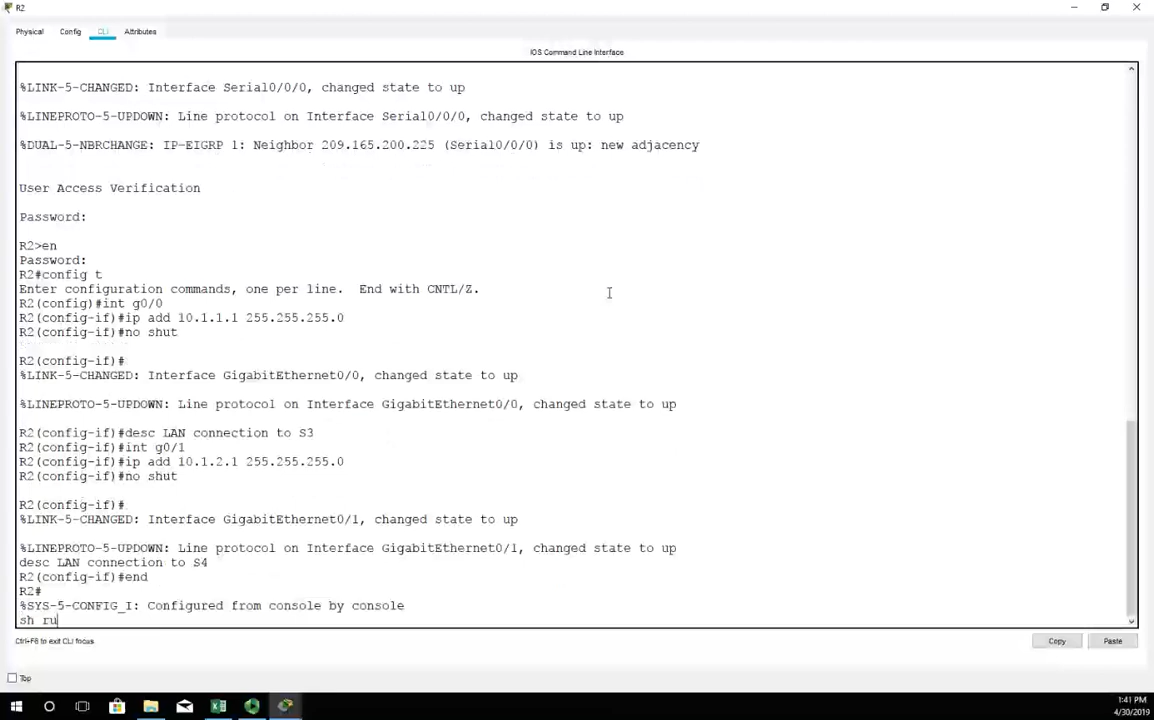 R2
Physical Config CLI Attributes
IOS Command Line Interface
%LINK-5-CHANGED: Interface Serial0/0/0, changed state to up
%LINEPROTO-5-UPDOWN: Line protocol on Interface Serial0/0/0, changed state to up
%DUAL-5-NBRCHANGE: IP-EIGRP 1: Neighbor 209.165.200.225 (Serial0/0/0) is up: new adjacency
User Access Verification
Password:
R2>en
Password:
R2#config t
Enter configuration commands, one per line.  End with CNTL/Z.
R2(config)#int g0/0
R2(config-if)#ip add 10.1.1.1 255.255.255.0
R2(config-if)#no shut
R2(config-if)#
%LINK-5-CHANGED: Interface GigabitEthernet0/0, changed state to up
%LINEPROTO-5-UPDOWN: Line protocol on Interface GigabitEthernet0/0, changed state to up
R2(config-if)#desc LAN connection to S3
R2(config-if)#int g0/1
R2(config-if)#ip add 10.1.2.1 255.255.255.0
R2(config-if)#no shut
R2(config-if)#
%LINK-5-CHANGED: Interface GigabitEthernet0/1, changed state to up
%LINEPROTO-5-UPDOWN: Line protocol on Interface GigabitEthernet0/1, changed state to up
desc LAN connection to S4
R2(config-if)#end
R2#
%SYS-5-CONFIG_I: Configured from console by console
sh ru
Ctrl+F6 to exit CLI focus
Copy Paste
Top
1:41 PM
4/30/2019